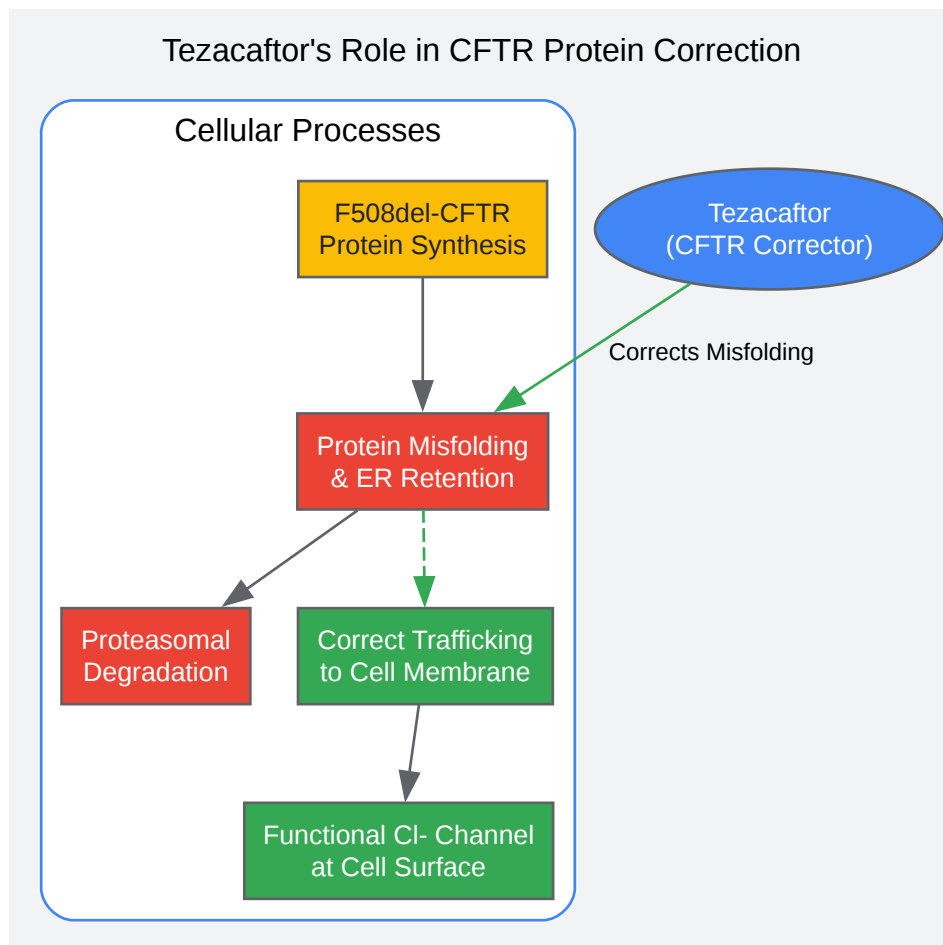 Tezacaftor's Role in CFTR Protein Correction
Cellular Processes
F508del-CFTR
Protein Synthesis
Tezacaftor
(CFTR Corrector)
Corrects Misfolding
Protein Misfolding
& ER Retention
Proteasomal
Degradation
Correct Trafficking
to Cell Membrane
Functional Cl- Channel
at Cell Surface